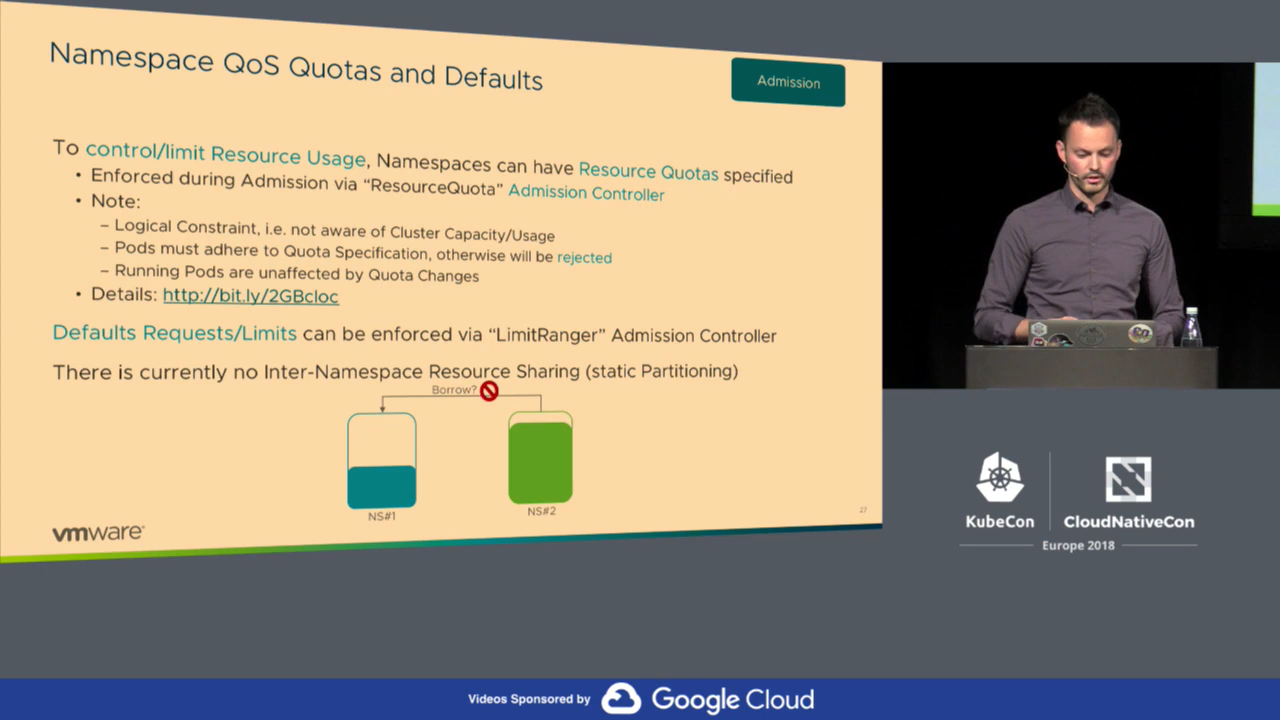 Namespace QoS Quotas and Defaults
Admission
To control/limit Resource Usage, Namespaces can have Resource Quotas specified
• Enforced during Admission via “ResourceQuota” Admission Controller
• Note:
– Logical Constraint, i.e. not aware of Cluster Capacity/Usage
– Pods must adhere to Quota Specification, otherwise will be rejected
– Running Pods are unaffected by Quota Changes
• Details: http://bit.ly/2GBcloc
Defaults Requests/Limits can be enforced via “LimitRanger” Admission Controller
There is currently no Inter-Namespace Resource Sharing (static Partitioning)
Borrow?
NS#1
NS#2
27
vmware
KubeCon
CloudNativeCon
Europe 2018
Videos Sponsored by Google Cloud